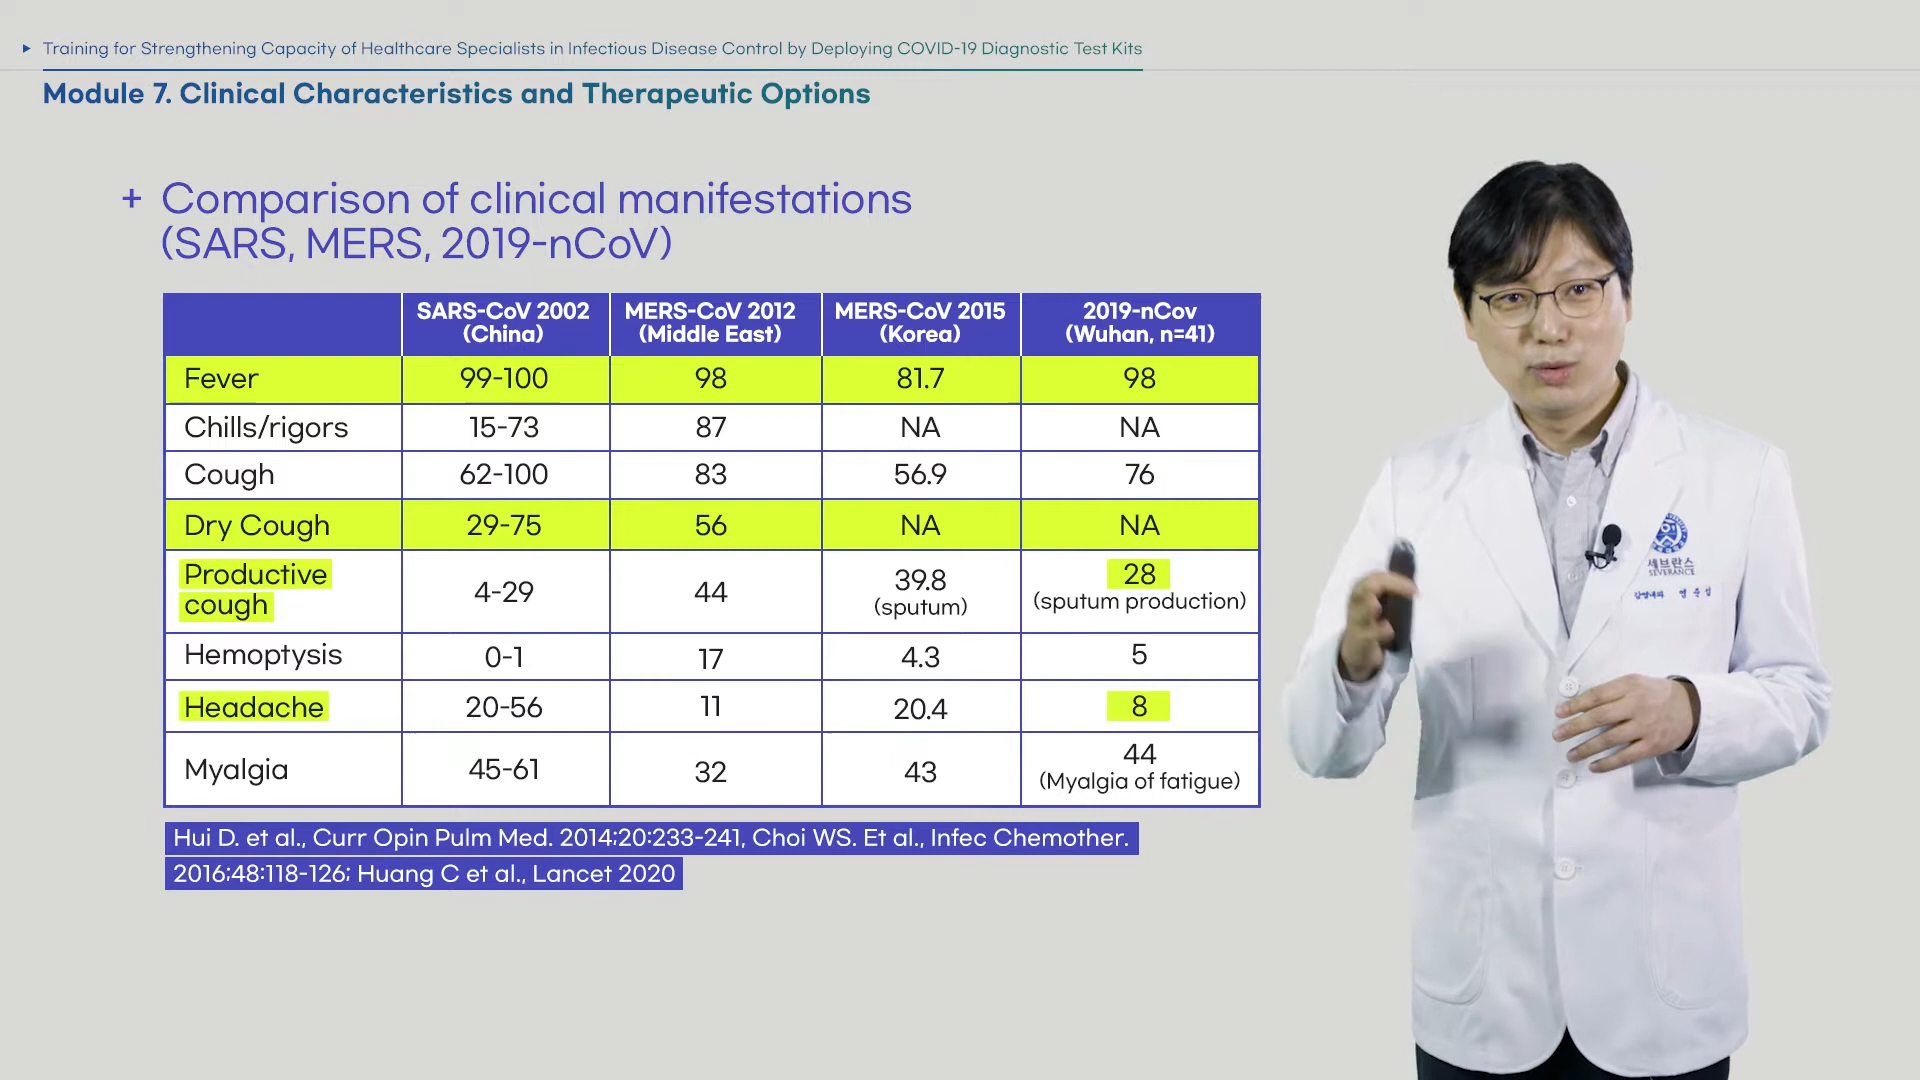 Training for Strengthening Capacity of Healthcare Specialists in Infectious Disease Control by Deploying COVID-19 Diagnostic Test Kits
Module 7. Clinical Characteristics and Therapeutic Options
+ Comparison of clinical manifestations
(SARS, MERS, 2019-nCoV)
SARS-CoV 2002 (China) MERS-CoV 2012 (Middle East) MERS-CoV 2015 (Korea) 2019-nCov (Wuhan, n=41)
Fever 99-100 98 81.7 98
Chills/rigors 15-73 87 NA NA
Cough 62-100 83 56.9 76
Dry Cough 29-75 56 NA NA
Productive cough 4-29 44 39.8 (sputum) 28 (sputum production)
Hemoptysis 0-1 17 4.3 5
Headache 20-56 11 20.4 8
Myalgia 45-61 32 43 44 (Myalgia of fatigue)
Hui D. et al., Curr Opin Pulm Med. 2014;20:233-241, Choi WS. Et al., Infec Chemother.
2016;48:118-126; Huang C et al., Lancet 2020
세브란스
SEVERANCE